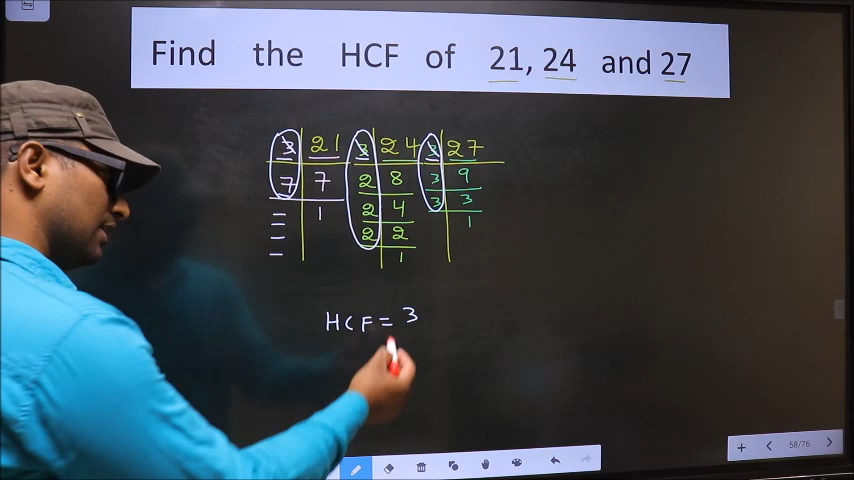 Find the HCF of 21, 24 and 27
3 21 3 24 3 27
7 7 2 8 3 9
1 2 4 3 3
2 2 1
1
HCF = 3
58/76